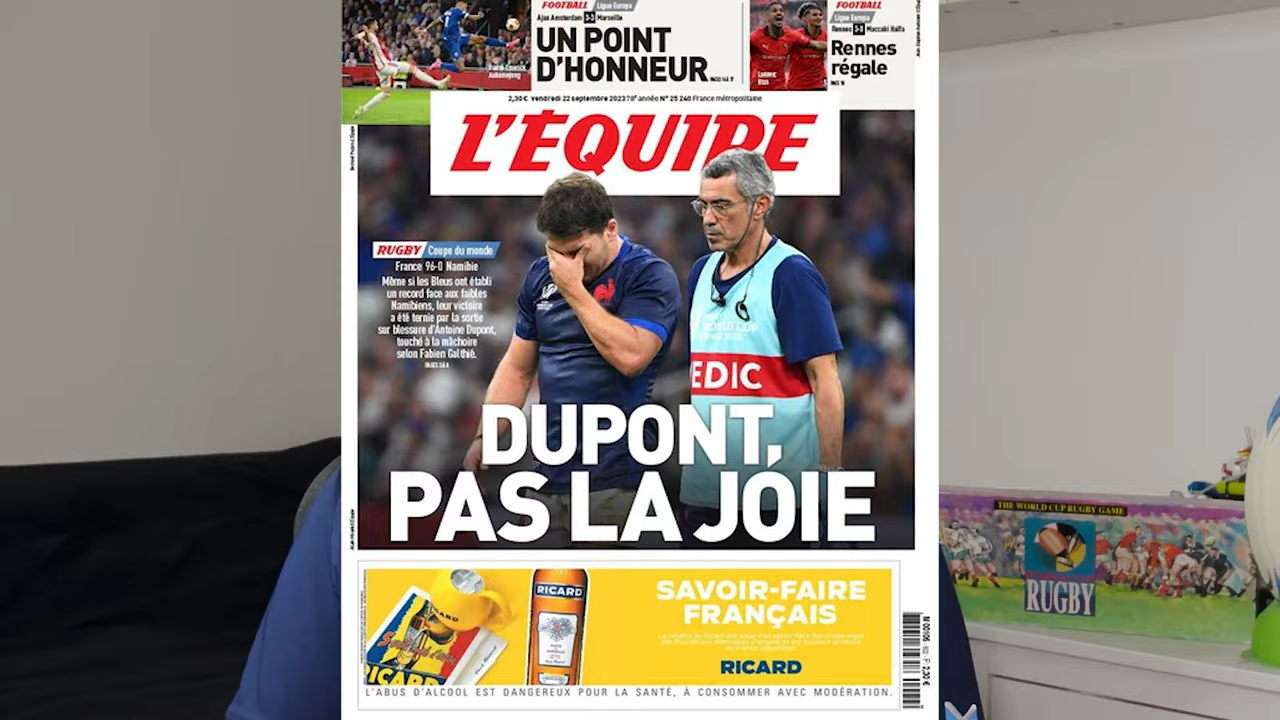 FOOTBALL
Ligue Europa
Ajax Amsterdam 3-3 Marseille
UN POINT
D'HONNEUR
Pierre-Emerick
Aubameyang
FOOTBALL
Ligue Europa
Rennes 3-0 Maccabi Haïfa
Rennes
régale
Ludovic
Blas
2,30€ vendredi 22 septembre 2023 78e année N° 25 240 France métropolitaine
L'ÉQUIPE
RUGBY Coupe du monde
France 96-0 Namibie
Même si les Bleus ont établi
un record face aux faibles
Namibiens, leur victoire
a été ternie par la sortie
sur blessure d'Antoine Dupont,
touché à la mâchoire
selon Fabien Galthié.
EDIC
DUPONT,
PAS LA JOIE
RICARD
SAVOIR-FAIRE
FRANÇAIS
RICARD
L'ABUS D'ALCOOL EST DANGEREUX POUR LA SANTÉ, À CONSOMMER AVEC MODÉRATION.
THE WORLD CUP RUGBY GAME
RUGBY